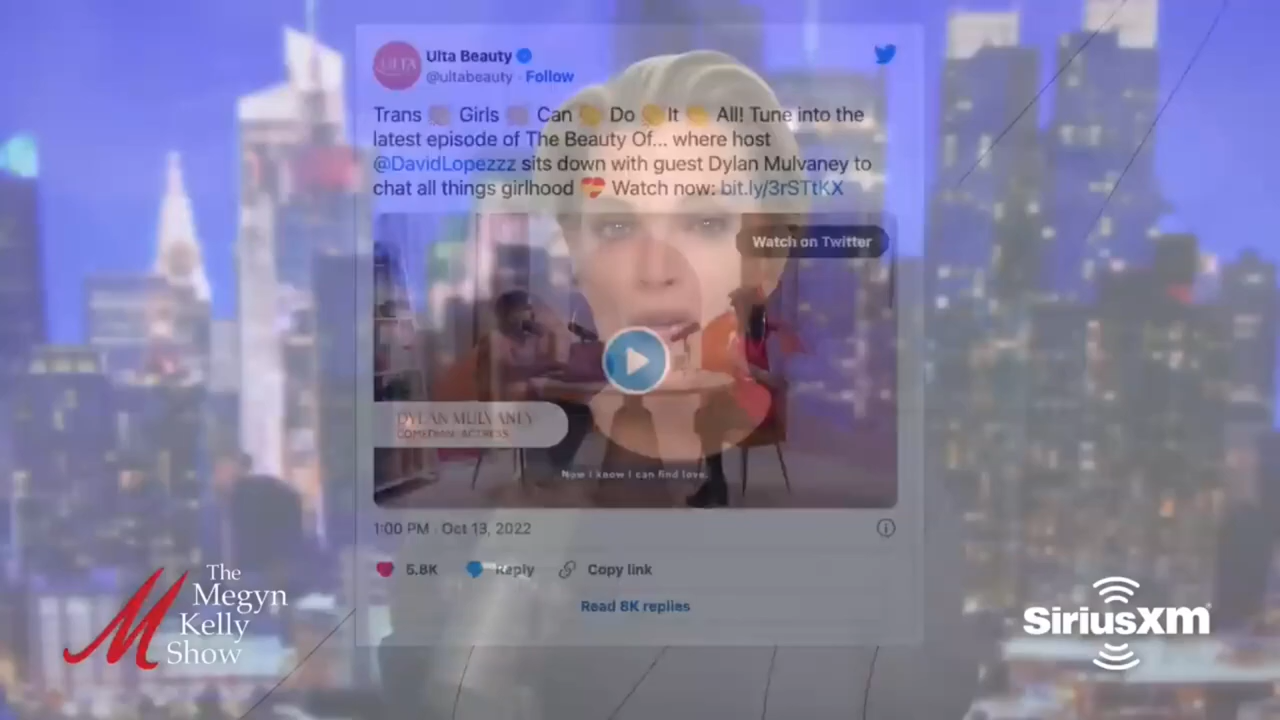 ULTA
Ulta Beauty
@ultabeauty · Follow
Trans 👏 Girls 👏 Can 👏 Do 👏 It 👏 All! Tune into the
latest episode of The Beauty Of... where host
@DavidLopezzz sits down with guest Dylan Mulvaney to
chat all things girlhood 💝 Watch now: bit.ly/3rSTtKX
Watch on Twitter
DYLAN MULVANEY
COMEDIAN, ACTRESS
Now I know I can find love.
1:00 PM · Oct 13, 2022
5.8K Reply Copy link
Read 8K replies
The
Megyn
Kelly
Show
SiriusXM